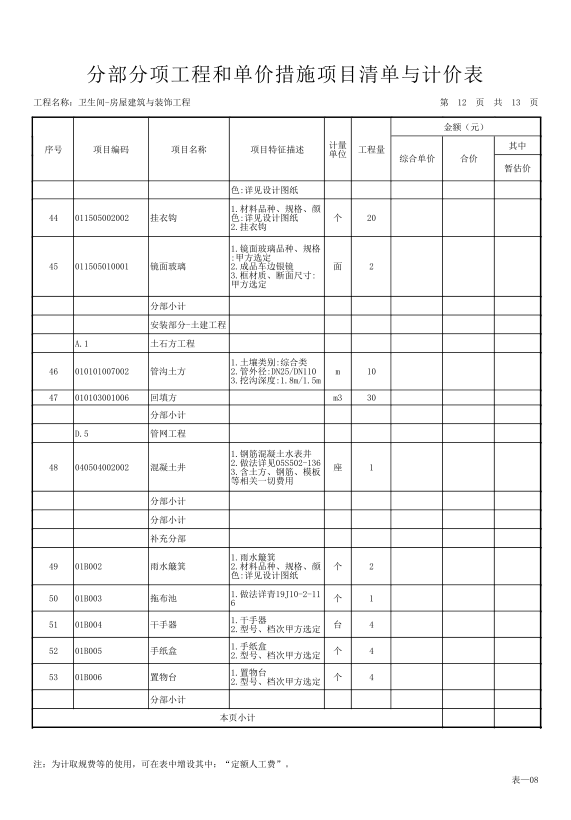 分部分项工程和单价措施项目清单与计价表
工程名称：卫生间-房屋建筑与装饰工程 第 12 页 共 13 页
序号 项目编码 项目名称 项目特征描述 计量单位 工程量 金额（元）
综合单价 合价 其中
暂估价
色:详见设计图纸
44 011505002002 挂衣钩 1.材料品种、规格、颜 个 20
色:详见设计图纸
2.挂衣钩
45 011505010001 镜面玻璃 1.镜面玻璃品种、规格 面 2
:甲方选定
2.成品车边银镜
3.框材质、断面尺寸:
甲方选定
分部小计
安装部分-土建工程
A.1 土石方工程
46 010101007002 管沟土方 1.土壤类别:综合类 m 10
2.管外径:DN25/DN110
3.挖沟深度:1.8m/1.5m
47 010103001006 回填方 m3 30
分部小计
D.5 管网工程
48 040504002002 混凝土井 1.钢筋混凝土水表井 座 1
2.做法详见05S502-136
3.含土方、钢筋、模板
等相关一切费用
分部小计
分部小计
补充分部
49 01B002 雨水簸箕 1.雨水簸箕 个 2
2.材料品种、规格、颜
色:详见设计图纸
50 01B003 拖布池 1.做法详青19J10-2-11 个 1
6
51 01B004 干手器 1.干手器 台 4
2.型号、档次甲方选定
52 01B005 手纸盒 1.手纸盒 个 4
2.型号、档次甲方选定
53 01B006 置物台 1.置物台 个 4
2.型号、档次甲方选定
分部小计
本页小计
注：为计取规费等的使用，可在表中增设其中：“定额人工费”。
表—08